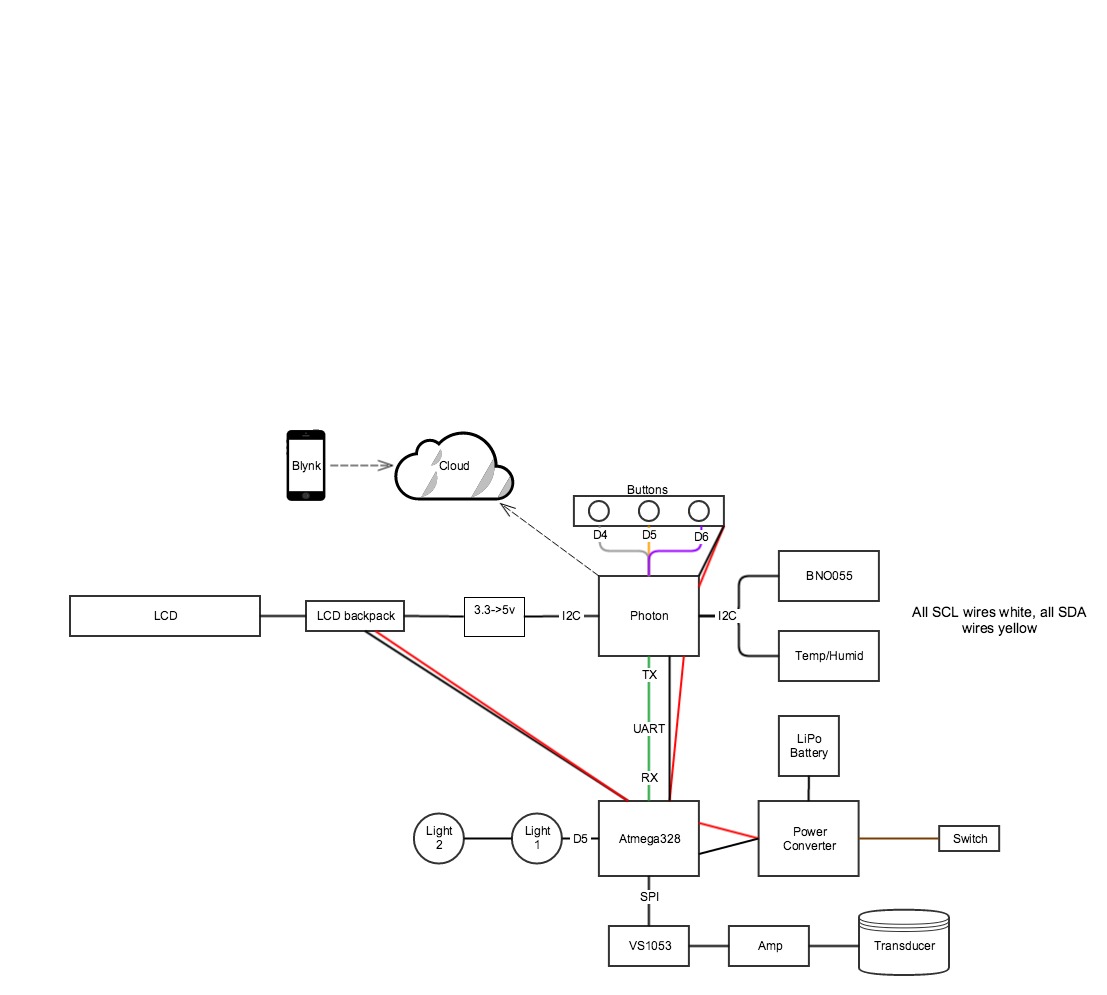 Blynk
Cloud
Buttons
D4
D5
D6
BNO055
LCD
LCD backpack
3.3->5v
I2C
Photon
I2C
All SCL wires white, all SDA
wires yellow
Temp/Humid
TX
UART
RX
LiPo
Battery
Light
2
Light
1
D5
Atmega328
Power
Converter
Switch
SPI
VS1053
Amp
Transducer